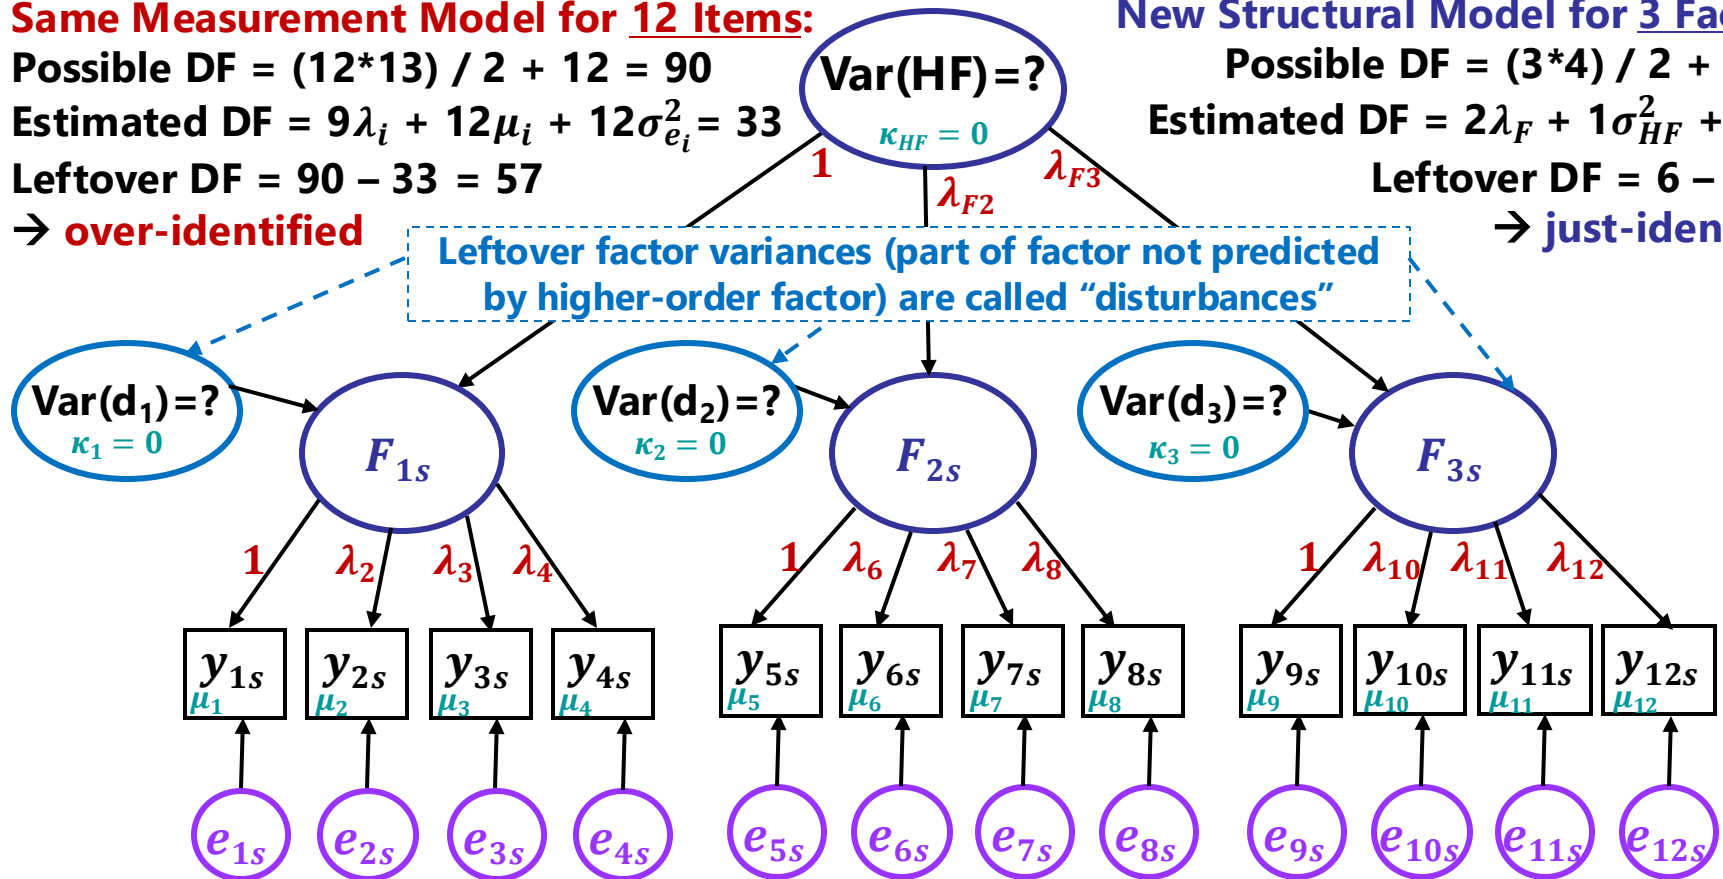 Same Measurement Model for 12 Items:
Possible DF = (12*13) / 2 + 12 = 90
Estimated DF = 9λᵢ + 12μᵢ + 12σ²ₑᵢ = 33
Leftover DF = 90 – 33 = 57
→ over-identified
New Structural Model for 3 Fac
Possible DF = (3*4) / 2 +
Estimated DF = 2λ_F + 1σ²_HF +
Leftover DF = 6 –
→ just-iden
Var(HF)=?
κ_HF = 0
1
λ_F2
λ_F3
Leftover factor variances (part of factor not predicted
by higher-order factor) are called “disturbances”
Var(d₁)=?
κ₁ = 0
F₁ₛ
Var(d₂)=?
κ₂ = 0
F₂ₛ
Var(d₃)=?
κ₃ = 0
F₃ₛ
1 λ₂ λ₃ λ₄ 1 λ₆ λ₇ λ₈ 1 λ₁₀ λ₁₁ λ₁₂
y₁ₛ y₂ₛ y₃ₛ y₄ₛ y₅ₛ y₆ₛ y₇ₛ y₈ₛ y₉ₛ y₁₀ₛ y₁₁ₛ y₁₂ₛ
μ₁ μ₂ μ₃ μ₄ μ₅ μ₆ μ₇ μ₈ μ₉ μ₁₀ μ₁₁ μ₁₂
e₁ₛ e₂ₛ e₃ₛ e₄ₛ e₅ₛ e₆ₛ e₇ₛ e₈ₛ e₉ₛ e₁₀ₛ e₁₁ₛ e₁₂ₛ